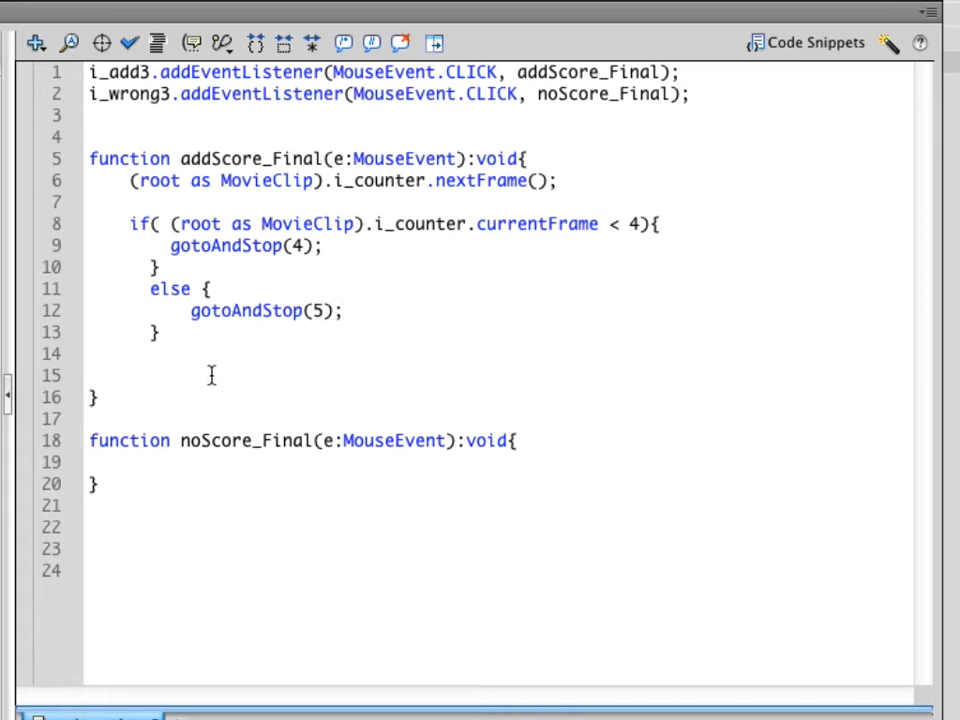 Code Snippets
1 i_add3.addEventListener(MouseEvent.CLICK, addScore_Final);
2 i_wrong3.addEventListener(MouseEvent.CLICK, noScore_Final);
3
4
5 function addScore_Final(e:MouseEvent):void{
6 (root as MovieClip).i_counter.nextFrame();
7
8 if( (root as MovieClip).i_counter.currentFrame < 4){
9 gotoAndStop(4);
10 }
11 else {
12 gotoAndStop(5);
13 }
14
15
16 }
17
18 function noScore_Final(e:MouseEvent):void{
19
20 }
21
22
23
24